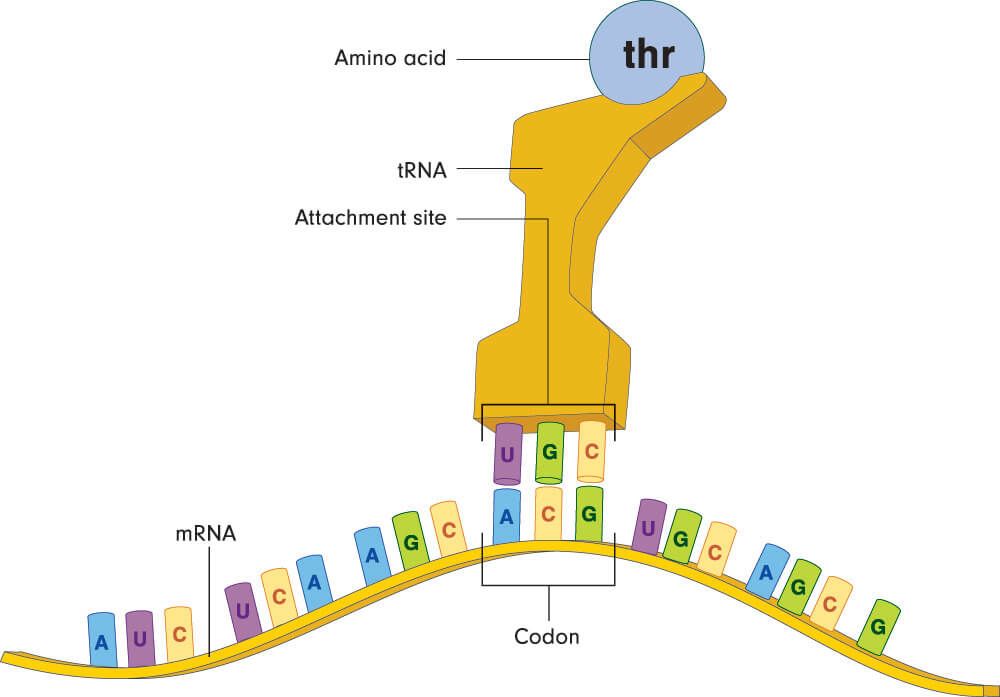 Amino acid
thr
tRNA
Attachment site
U G C
A C G
mRNA
A U C U C A A G C U G C A G C G
Codon